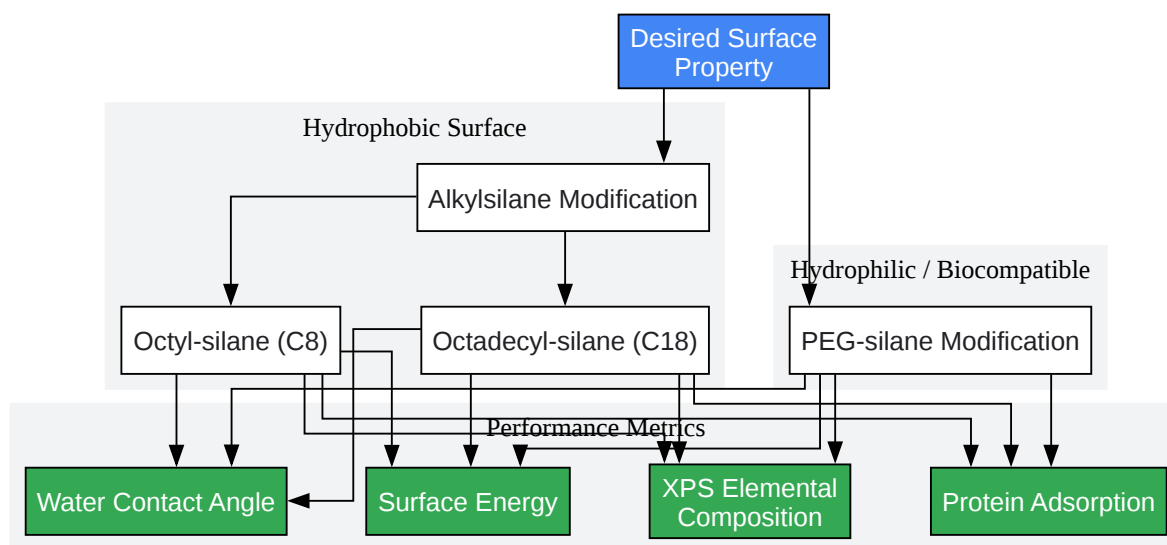 Desired Surface
Property
Hydrophobic Surface
Alkylsilane Modification
Hydrophilic / Biocompatible
Octyl-silane (C8)
Octadecyl-silane (C18)
PEG-silane Modification
Performance Metrics
Water Contact Angle
Surface Energy
XPS Elemental
Composition
Protein Adsorption